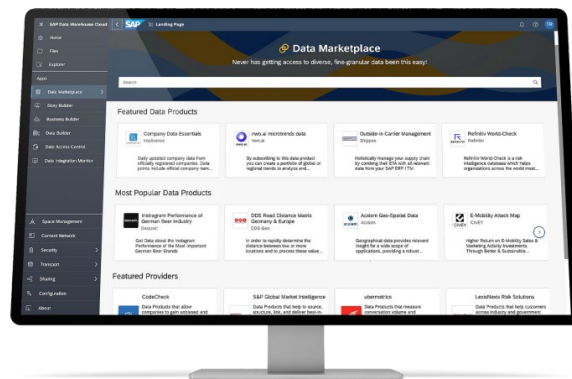 SAP Data Warehouse Cloud
SAP
Landing Page
Home
Files
Explorer
Apps
Data Marketplace
Story Builder
Business Builder
Data Builder
Data Access Control
Data Integration Monitor
Space Management
Content Network
Security
Transport
Sharing
Configuration
About
Data Marketplace
Never has getting access to diverse, fine-granular data been this easy!
Search
Featured Data Products
Company Data Essentials
Implisense
Daily updated company data from
officially registered companies. Data
points include official company nam...
nwo.ai microtrends data
nwo.ai
By subscribing to this data product
you can create a portfolio of global or
regional trends to analyze and...
Outside-in Carrier Management
Shippeo
Holistically manage your supply chain
by combing their ETA with all relevant
data from your SAP ERP / TM
Refinitiv World-Check
Refinitiv
Refinitiv World-Check is a risk
intelligence database which helps
organizations across the world meet...
Most Popular Data Products
Instagram Performance of
German Beer Industry
Get Data about the Instagram
Performance of the Most Important
German Beer Brands
DDS Road Distance Matrix
Germany & Europe
DDS Geo
In order to rapidly determine the
distance between two or more
locations and to process these value...
Acxiom Geo-Spatial Data
Acxiom
Geographical data provides relevant
insight for a wide scope of
applications, providing a robust...
E-Mobility Attach Map
CIVEY
Higher Return on E-Mobility Sales &
Marketing Activity Investments
Through Better & Sustainable...
Featured Providers
CodeCheck
Data Products that allow
companies to gain unbiased and
SAP Global Market Intelligence
Data Products that help to source,
structure, link, and deliver best-in-
ubermetrics
Data Products that measure
conversation volume and
LexisNexis Risk Solutions
Data Products that help customers
across industry and government